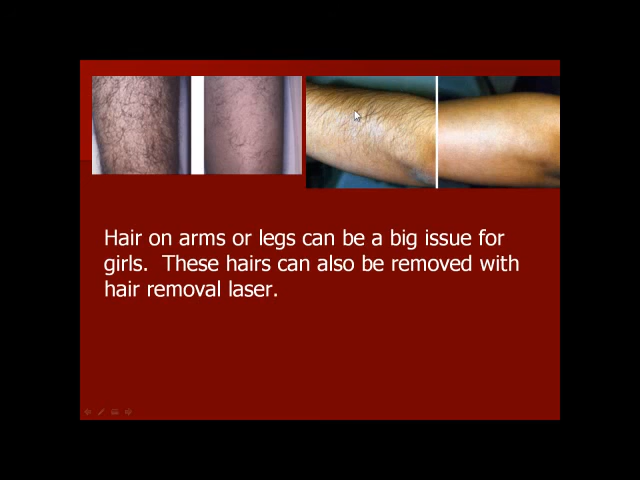 Hair on arms or legs can be a big issue for
girls.  These hairs can also be removed with
hair removal laser.